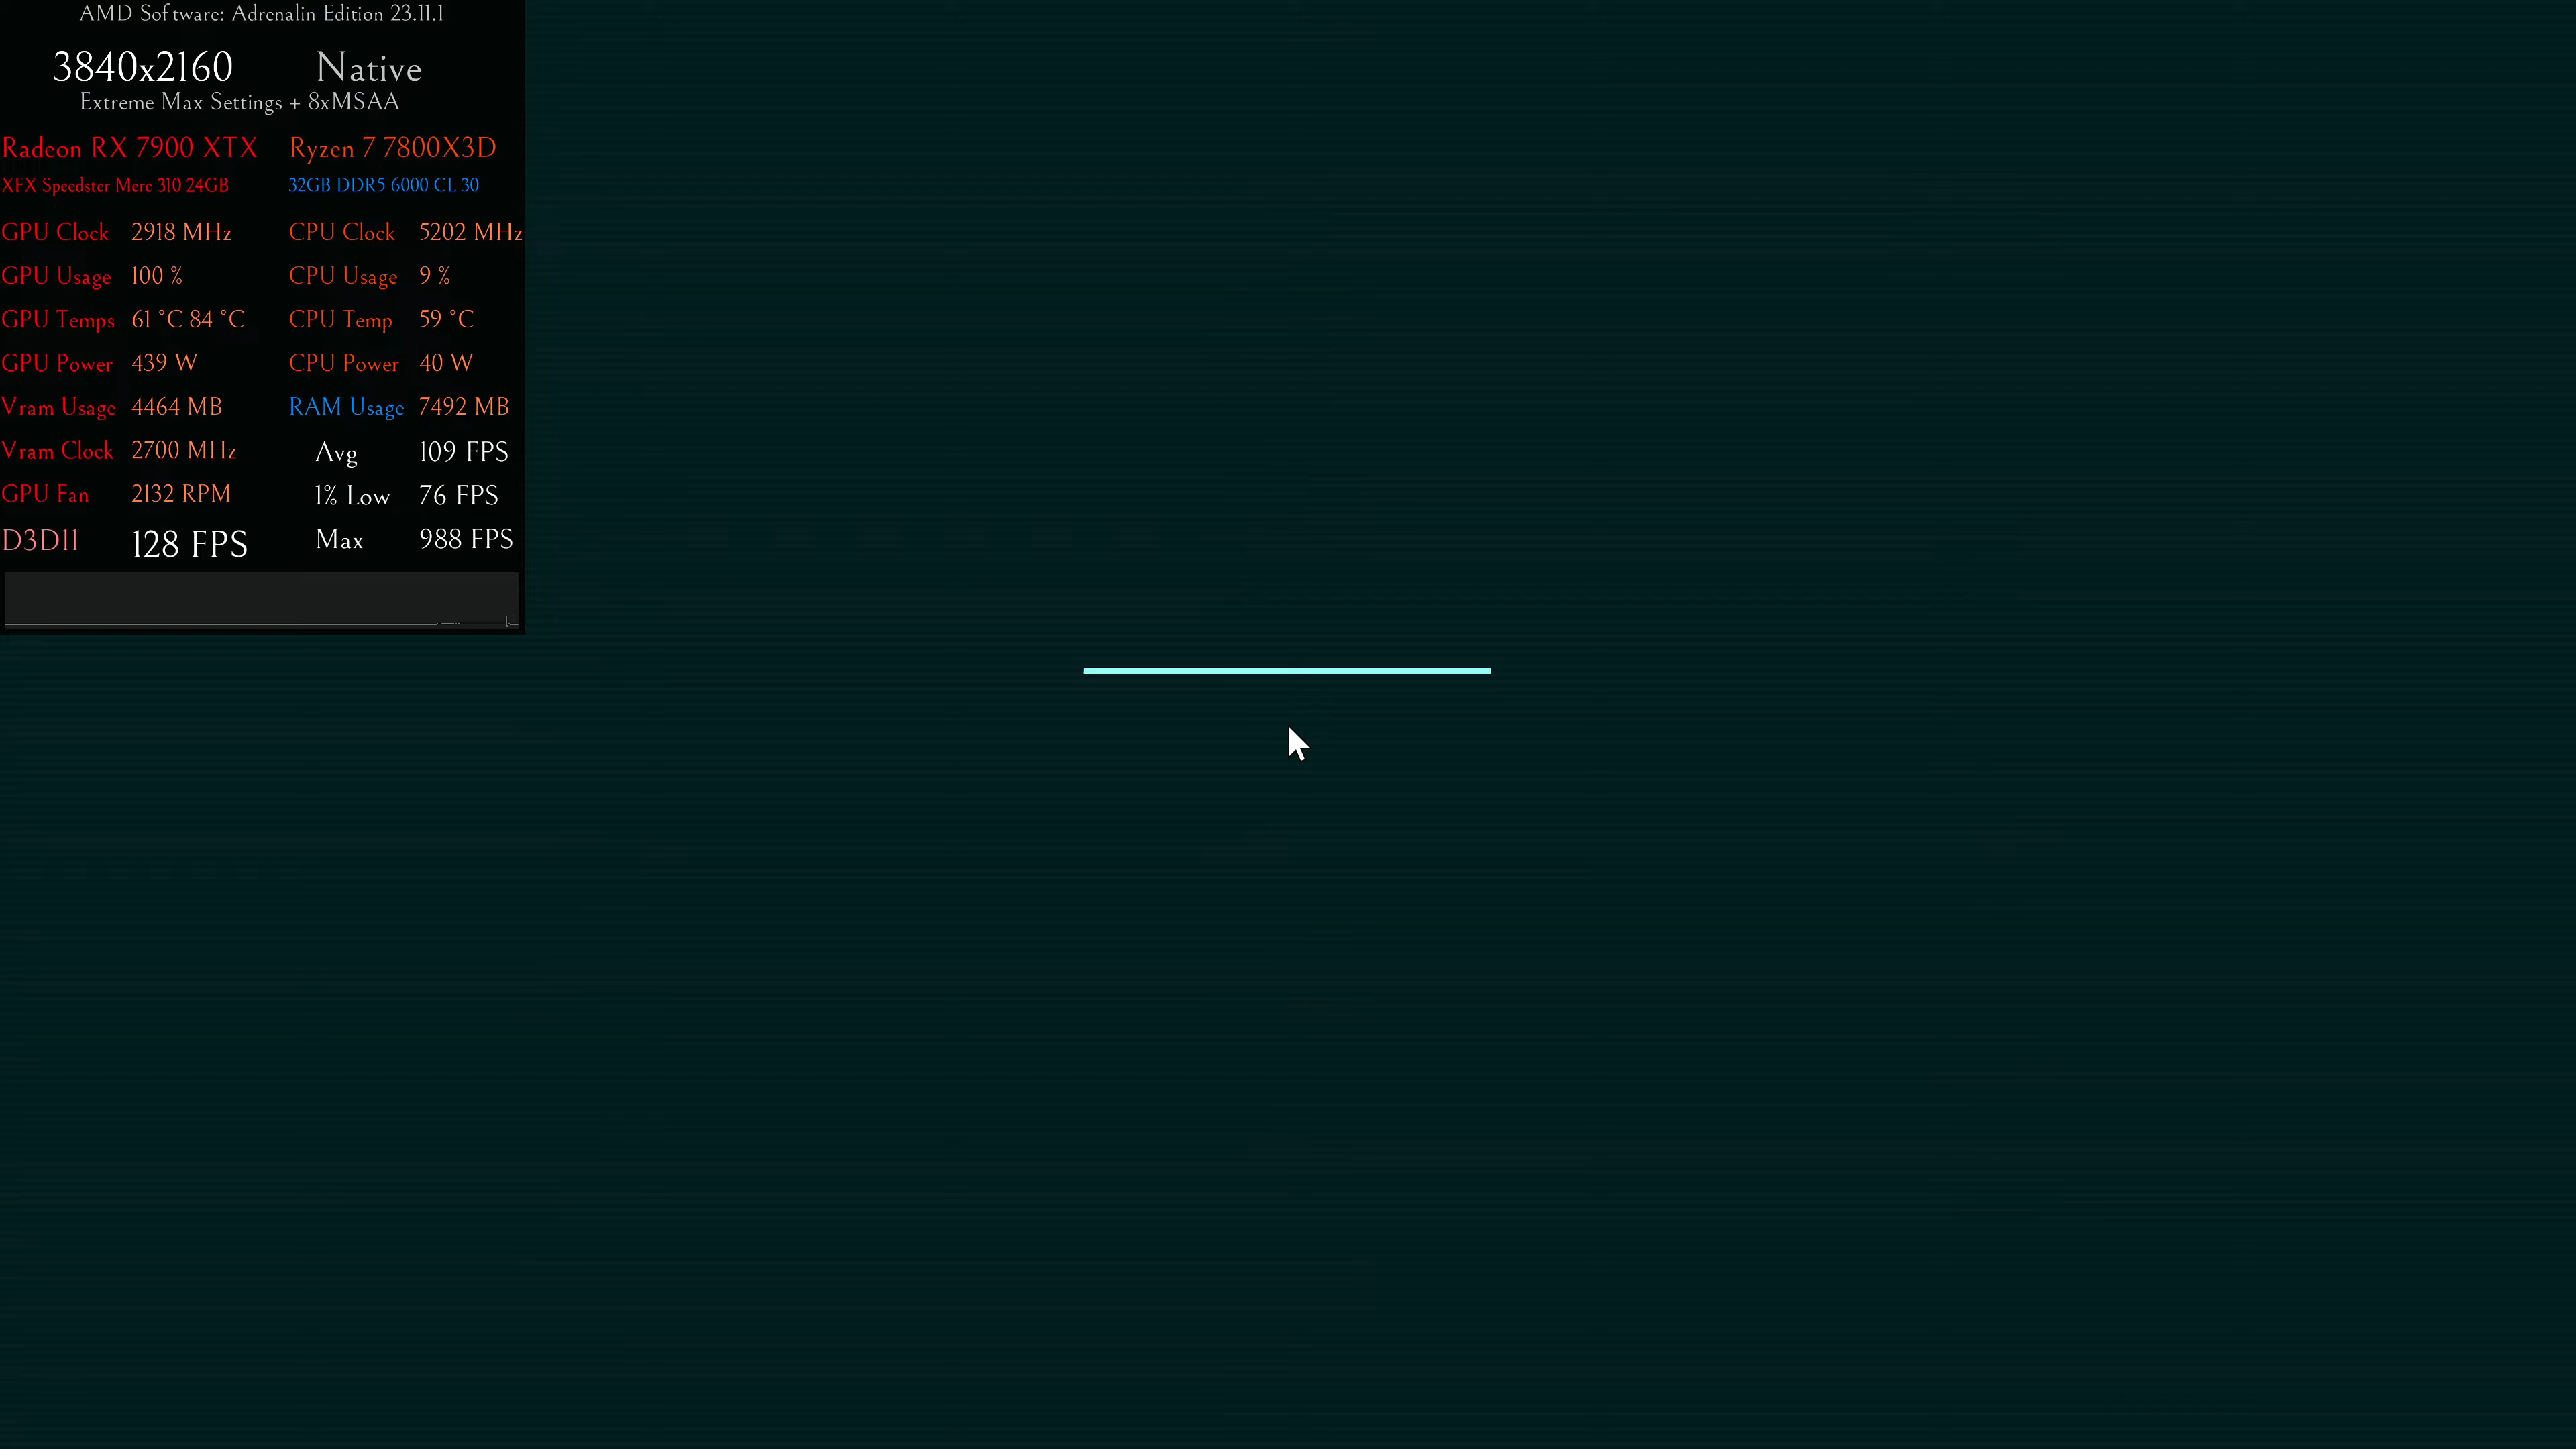 AMD Software: Adrenalin Edition 23.11.1
3840x2160 Native
Extreme Max Settings + 8xMSAA
Radeon RX 7900 XTX Ryzen 7 7800X3D
XFX Speedster Merc 310 24GB 32GB DDR5 6000 CL 30
GPU Clock 2918 MHz CPU Clock 5202 MHz
GPU Usage 100 % CPU Usage 9 %
GPU Temps 61 °C 84 °C CPU Temp 59 °C
GPU Power 439 W CPU Power 40 W
Vram Usage 4464 MB RAM Usage 7492 MB
Vram Clock 2700 MHz Avg 109 FPS
GPU Fan 2132 RPM 1% Low 76 FPS
D3D11 128 FPS Max 988 FPS